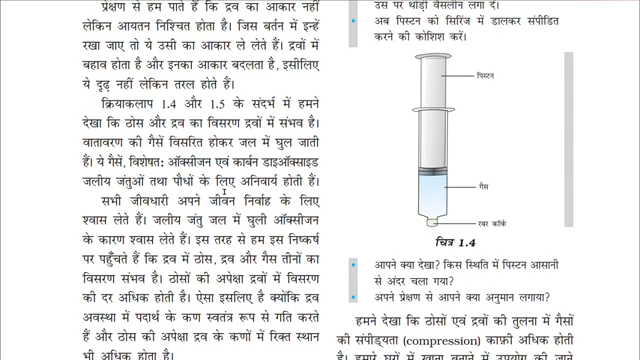 प्रेक्षण से हम पाते हैं कि द्रव का आकार नहीं
लेकिन आयतन निश्चित होता है। जिस बर्तन में इन्हें
रखा जाए तो ये उसी का आकार ले लेते हैं। द्रवों में
बहाव होता है और इनका आकार बदलता है, इसीलिए
ये दृढ़ नहीं लेकिन तरल होते हैं।
क्रियाकलाप 1.4 और 1.5 के संदर्भ में हमने
देखा कि ठोस और द्रव का विसरण द्रवों में संभव है।
वातावरण की गैसें विसरित होकर जल में घुल जाती
हैं। ये गैसें, विशेषत: ऑक्सीजन एवं कार्बन डाइऑक्साइड
जलीय जंतुओं तथा पौधों के लिए अनिवार्य होती हैं।
सभी जीवधारी अपने जीवन निर्वाह के लिए
श्वास लेते हैं। जलीय जंतु जल में घुली ऑक्सीजन
के कारण श्वास लेते हैं। इस तरह से हम इस निष्कर्ष
पर पहुँचते हैं कि द्रव में ठोस, द्रव और गैस तीनों का
विसरण संभव है। ठोसों की अपेक्षा द्रवों में विसरण
की दर अधिक होती है। ऐसा इसलिए है क्योंकि द्रव
अवस्था में पदार्थ के कण स्वतंत्र रूप से गति करते
हैं और ठोस की अपेक्षा द्रव के कणों में रिक्त स्थान
भी अधिक होता है।
उस पर थोड़ी वैसलीन लगा दें।
• अब पिस्टन को सिरिंज में डालकर संपीडित
करने की कोशिश करें।
पिस्टन
गैस
रबर कॉर्क
चित्र 1.4
• आपने क्या देखा? किस स्थिति में पिस्टन आसानी
से अंदर चला गया?
• अपने प्रेक्षण से आपने क्या अनुमान लगाया?
हमने देखा कि ठोसों एवं द्रवों की तुलना में गैसों
की संपीड्यता (compression) काफ़ी अधिक होती
है। हमारे घरों में खाना बनाने में उपयोग की जाने